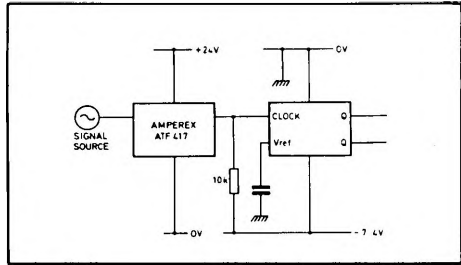 +24V
0V
AMPEREX
ATF 417
SIGNAL
SOURCE
CLOCK
Q
Vref
Q
10k
0V
-7 4V